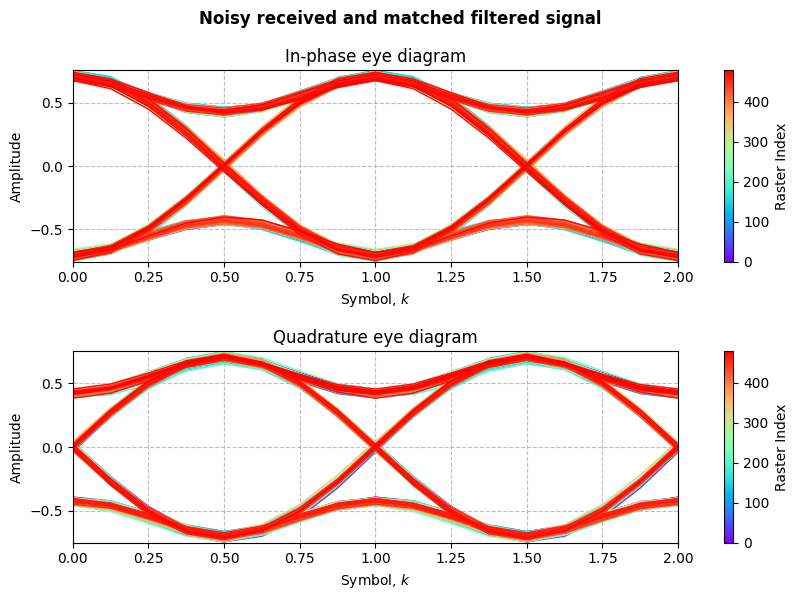 Noisy received and matched filtered signal
In-phase eye diagram
Amplitude
0.5
0.0
−0.5
0.00 0.25 0.50 0.75 1.00 1.25 1.50 1.75 2.00
Symbol, k
400
300
200
100
0
Raster Index
Quadrature eye diagram
Amplitude
0.5
0.0
−0.5
0.00 0.25 0.50 0.75 1.00 1.25 1.50 1.75 2.00
Symbol, k
400
300
200
100
0
Raster Index